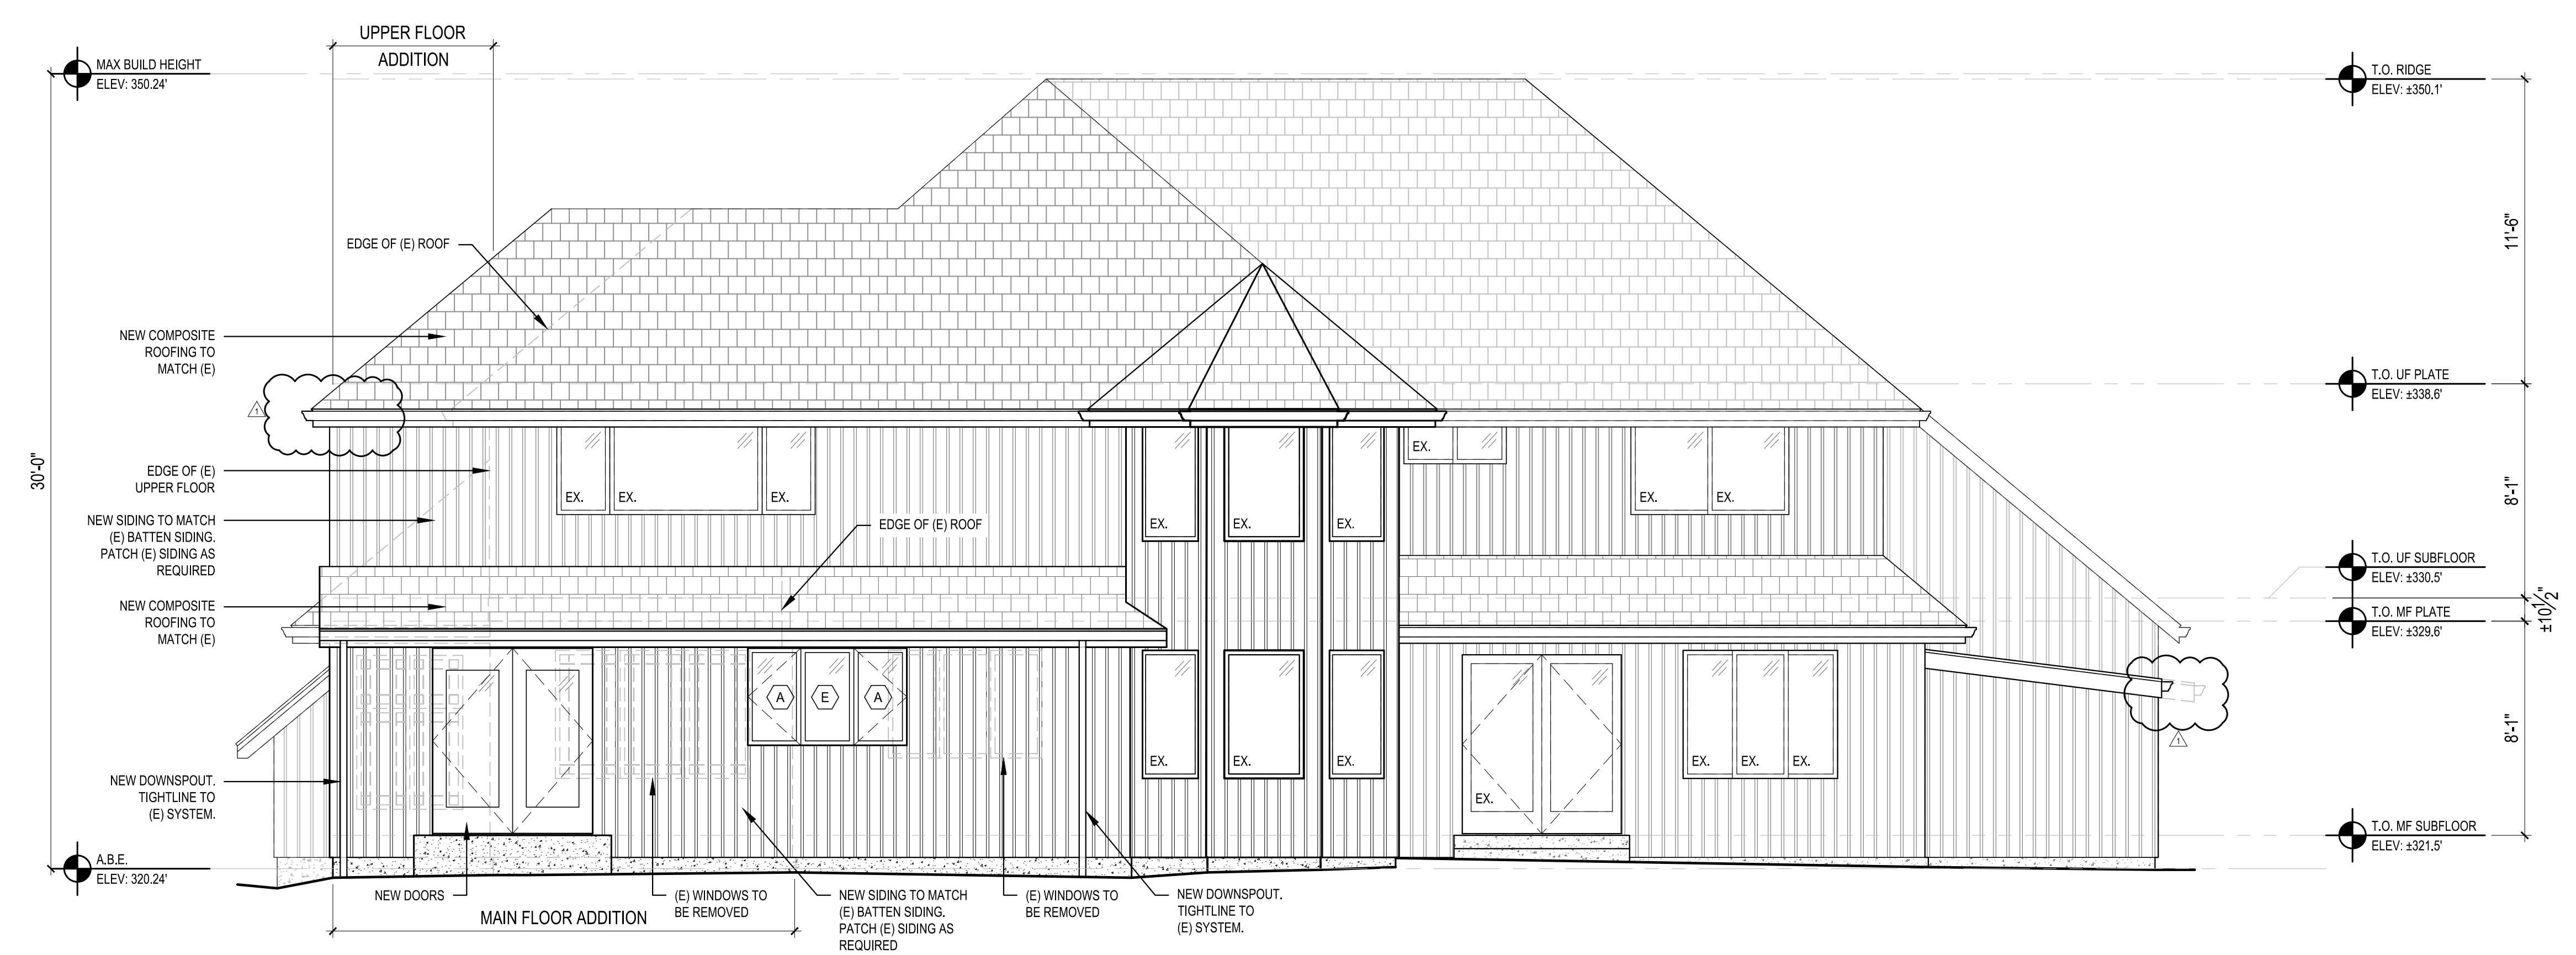 UPPER FLOOR
ADDITION
MAX BUILD HEIGHT
ELEV: 350.24'
T.O. RIDGE
ELEV: ±350.1'
EDGE OF (E) ROOF
11'-6"
NEW COMPOSITE
ROOFING TO
MATCH (E)
1
T.O. UF PLATE
ELEV: ±338.6'
30'-0"
EX.
EX.
EX.
EX.
EX.
EX.
EX.
EX.
EX.
EDGE OF (E)
UPPER FLOOR
8'-1"
NEW SIDING TO MATCH
(E) BATTEN SIDING.
PATCH (E) SIDING AS
REQUIRED
EDGE OF (E) ROOF
T.O. UF SUBFLOOR
ELEV: ±330.5'
NEW COMPOSITE
ROOFING TO
MATCH (E)
T.O. MF PLATE
ELEV: ±329.6'
±10½"
A
E
A
1
8'-1"
EX.
EX.
EX.
EX.
EX.
EX.
EX.
NEW DOWNSPOUT.
TIGHTLINE TO
(E) SYSTEM.
T.O. MF SUBFLOOR
ELEV: ±321.5'
A.B.E.
ELEV: 320.24'
NEW DOORS
(E) WINDOWS TO
BE REMOVED
NEW SIDING TO MATCH
(E) BATTEN SIDING.
PATCH (E) SIDING AS
REQUIRED
(E) WINDOWS TO
BE REMOVED
NEW DOWNSPOUT.
TIGHTLINE TO
(E) SYSTEM.
MAIN FLOOR ADDITION